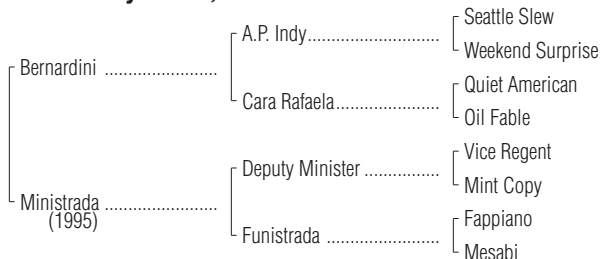 Seattle Slew
A.P. Indy
Weekend Surprise
Bernardini
Quiet American
Cara Rafaela
Oil Fable
Vice Regent
Deputy Minister
Mint Copy
Ministrada
(1995)
Fappiano
Funistrada
Mesabi